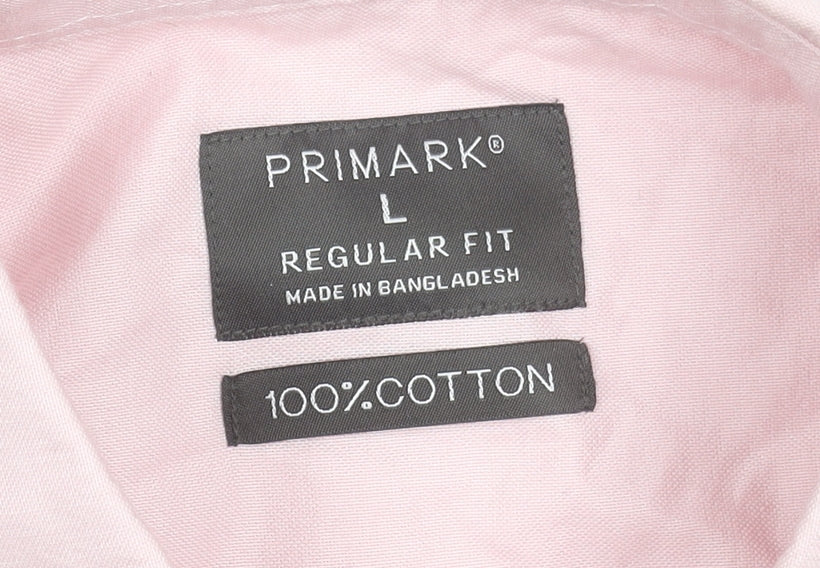 PRIMARK®
L
REGULAR FIT
MADE IN BANGLADESH
100%COTTON